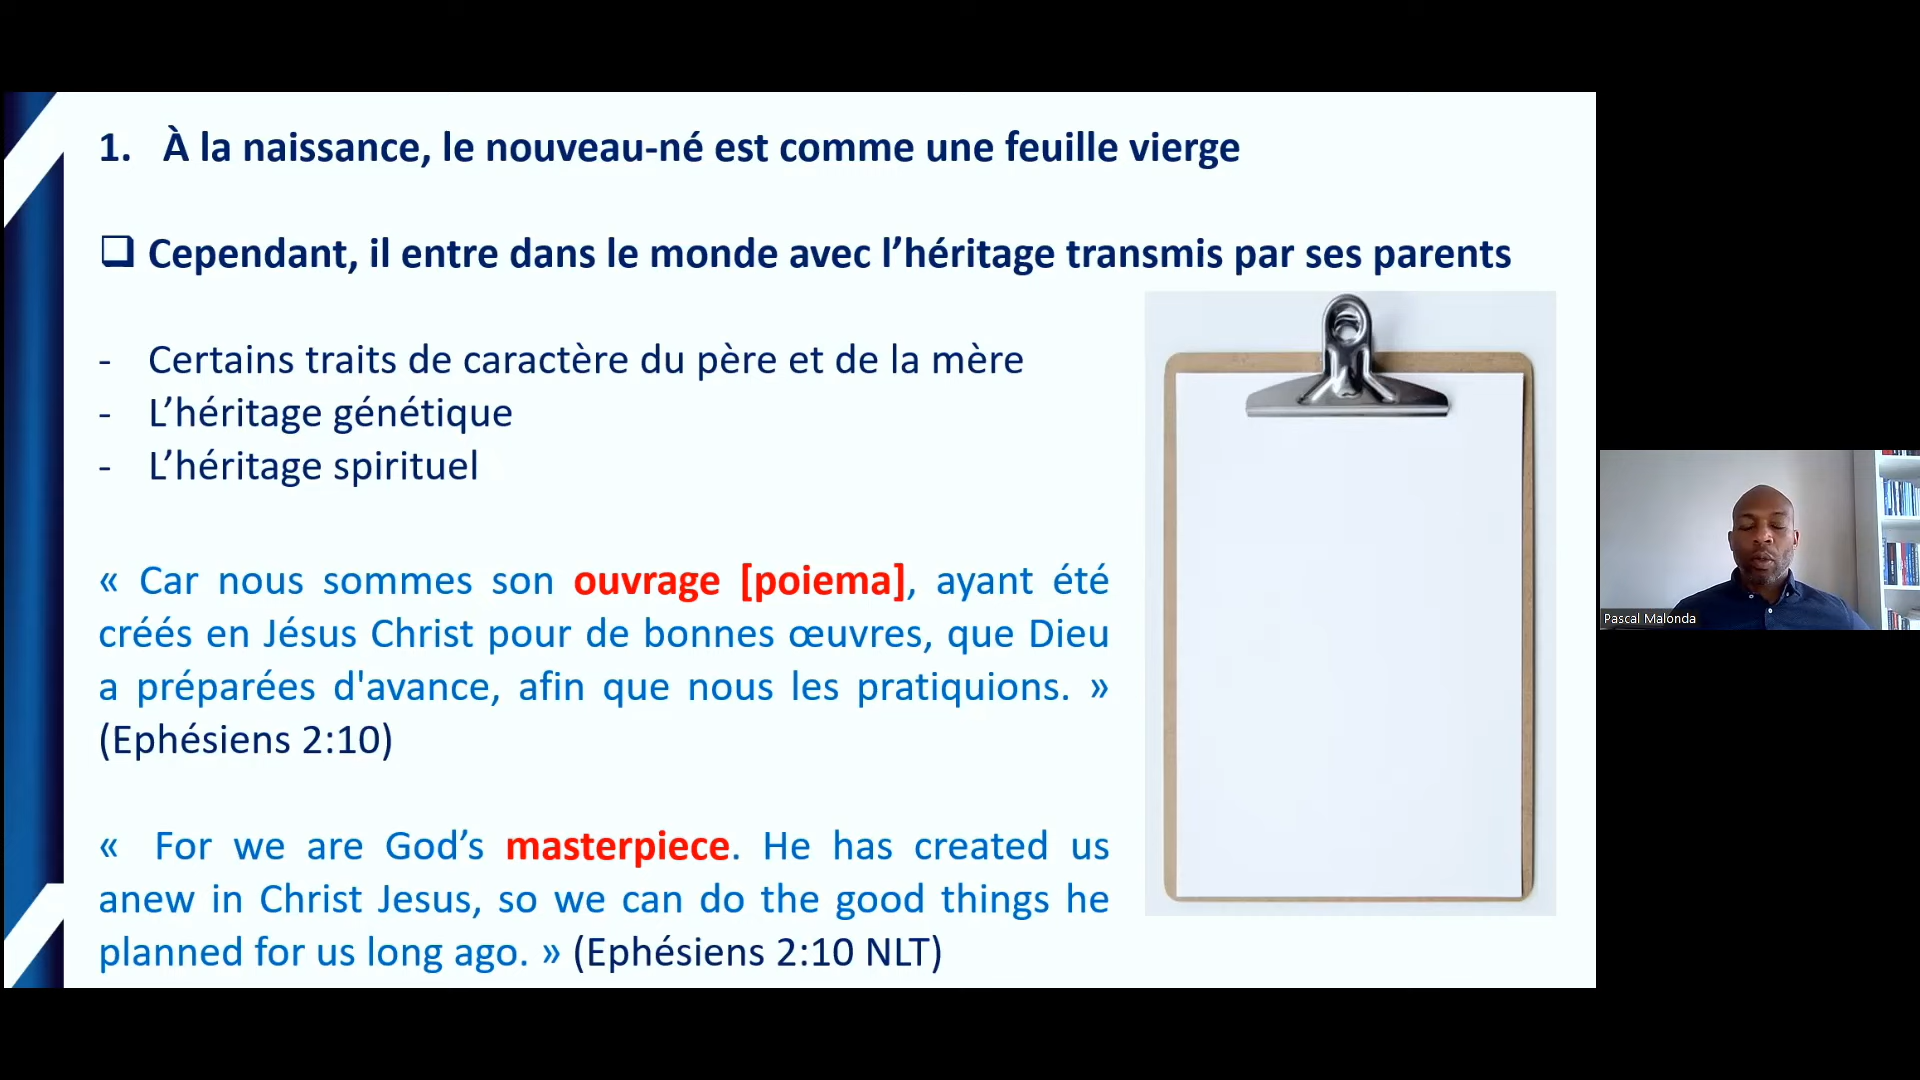 1. À la naissance, le nouveau-né est comme une feuille vierge
❑ Cependant, il entre dans le monde avec l’héritage transmis par ses parents
- Certains traits de caractère du père et de la mère
- L’héritage génétique
- L’héritage spirituel
« Car nous sommes son ouvrage [poiema], ayant été
créés en Jésus Christ pour de bonnes œuvres, que Dieu
a préparées d'avance, afin que nous les pratiquions. »
(Ephésiens 2:10)
« For we are God’s masterpiece. He has created us
anew in Christ Jesus, so we can do the good things he
planned for us long ago. » (Ephésiens 2:10 NLT)
Pascal Malonda